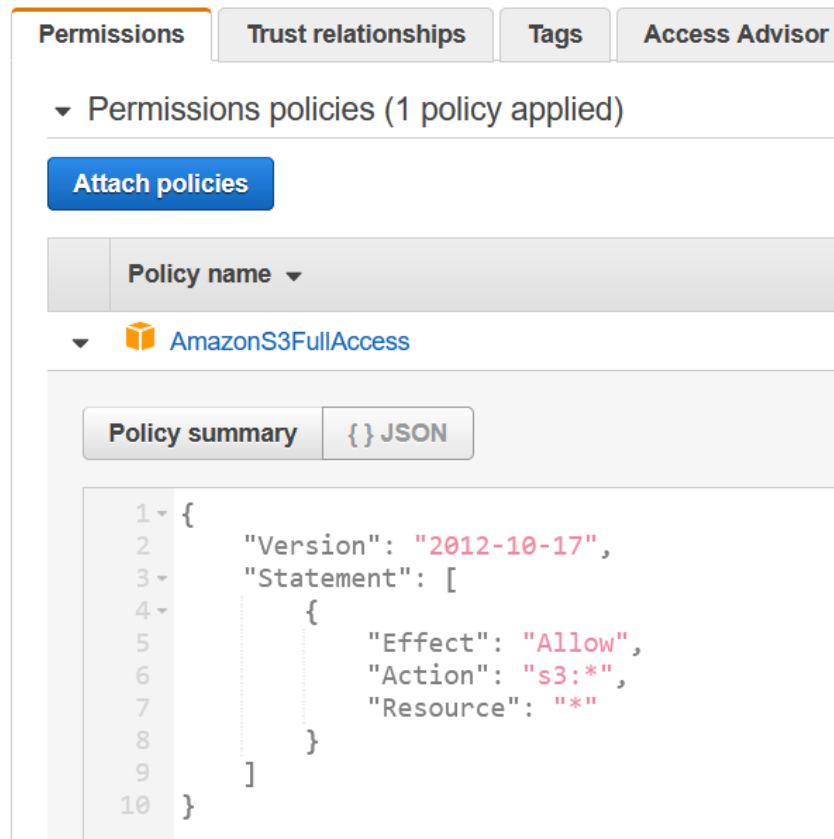 Permissions Trust relationships Tags Access Advisor
Permissions policies (1 policy applied)
Attach policies
Policy name
AmazonS3FullAccess
Policy summary { } JSON
1 {
2 "Version": "2012-10-17",
3 "Statement": [
4 {
5 "Effect": "Allow",
6 "Action": "s3:*",
7 "Resource": "*"
8 }
9 ]
10 }